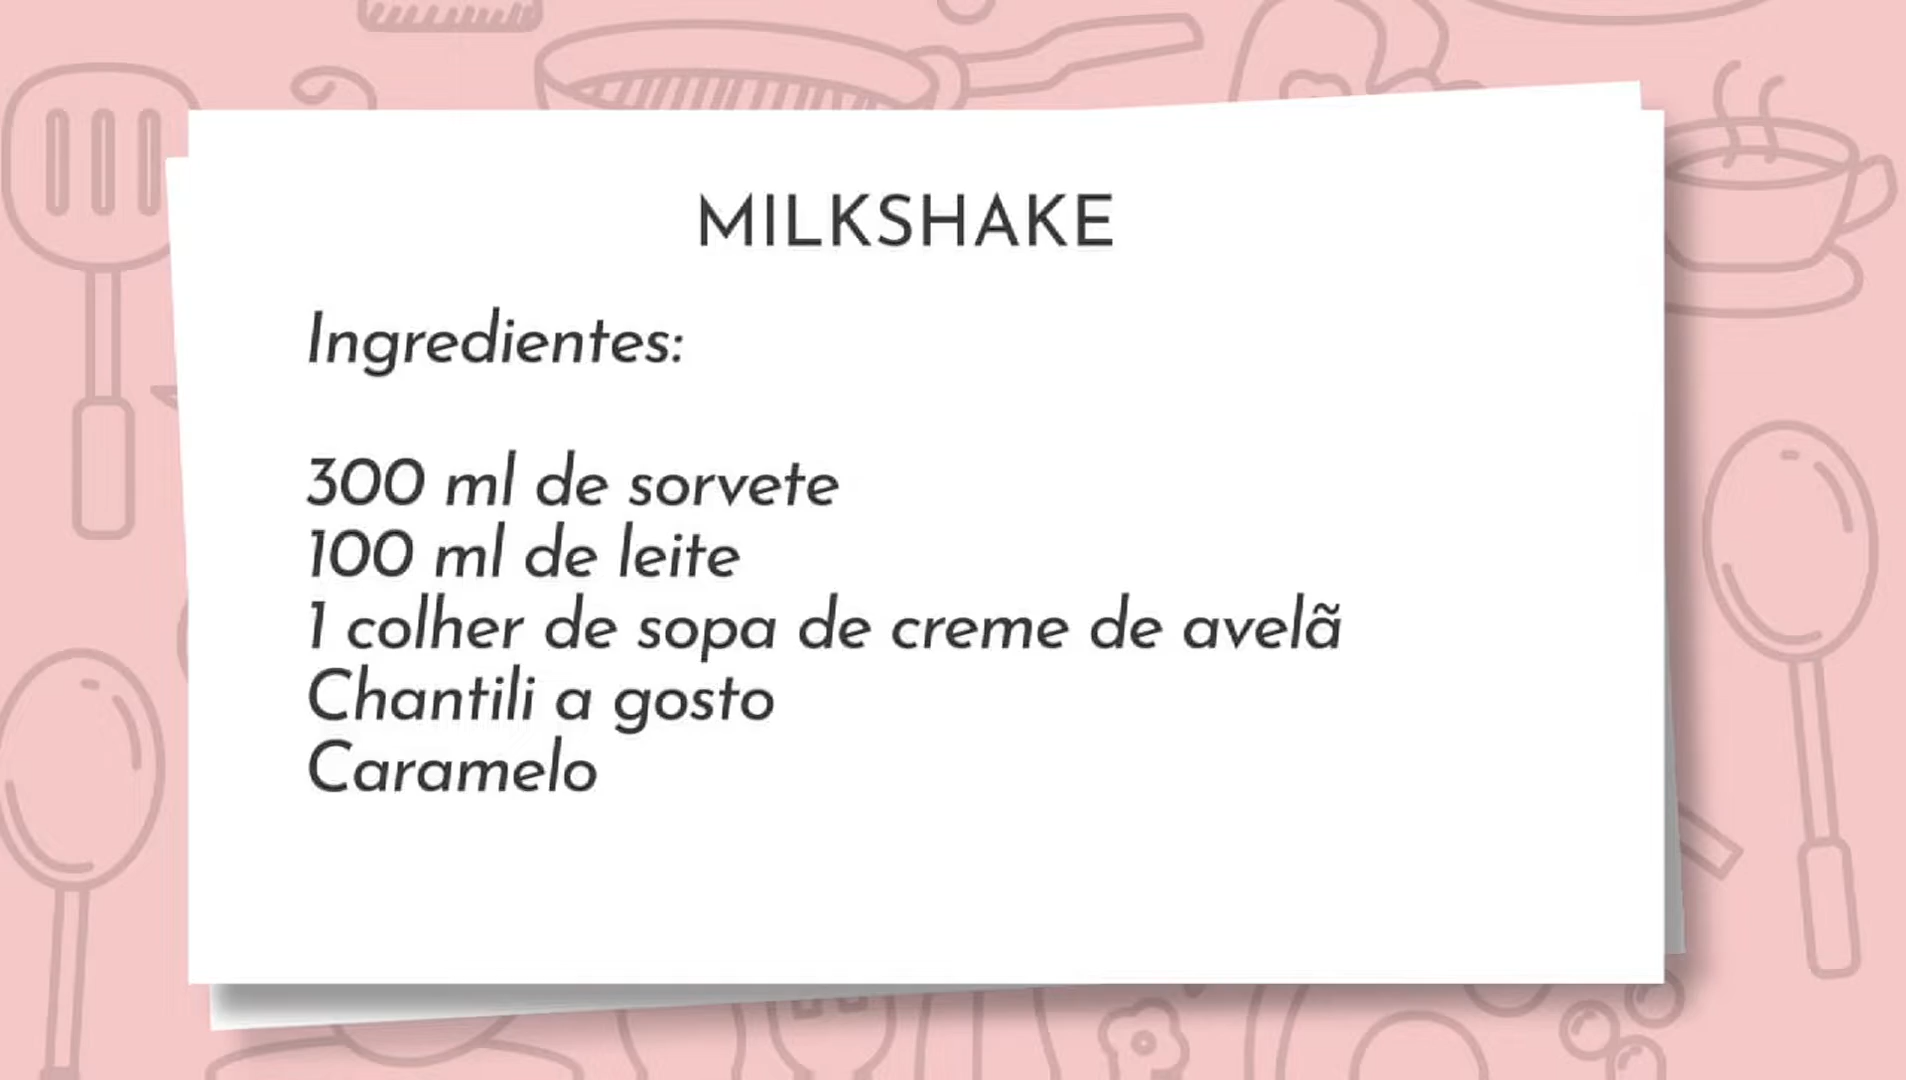 MILKSHAKE
Ingredientes:
300 ml de sorvete
100 ml de leite
1 colher de sopa de creme de avelã
Chantili a gosto
Caramelo